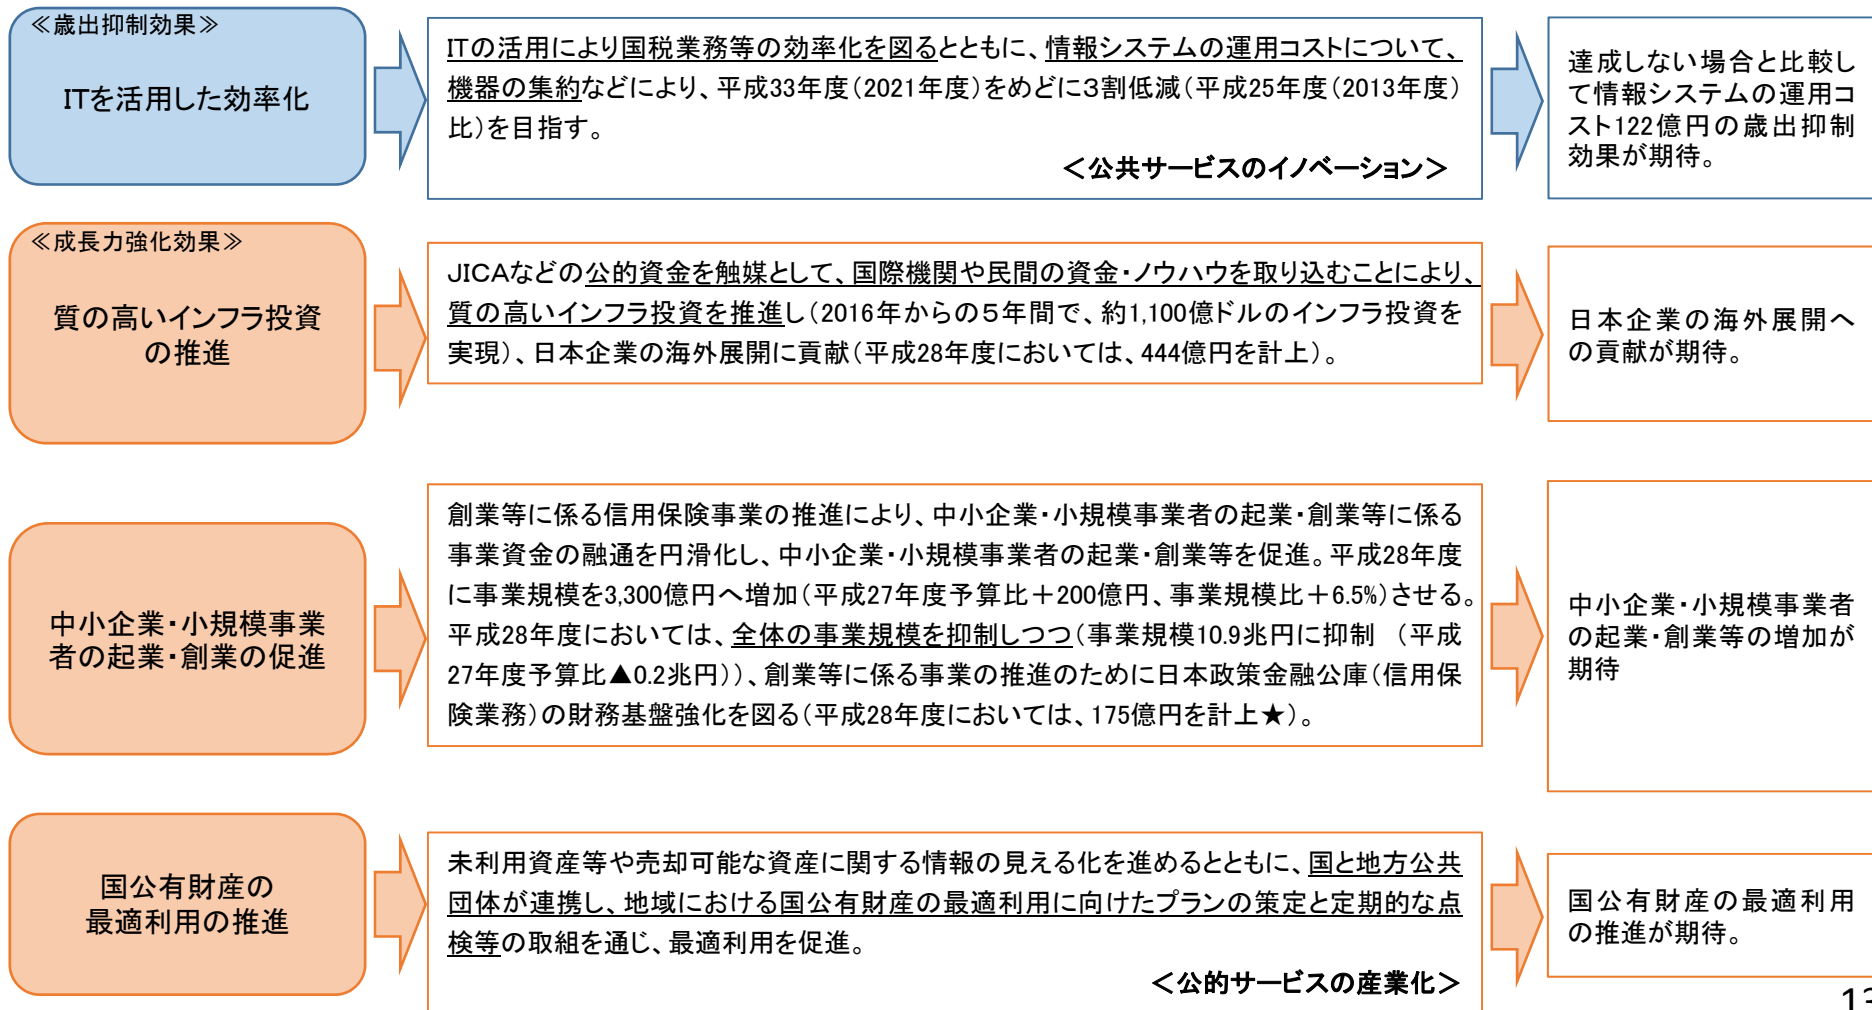 ≪歳出抑制効果≫
ITを活用した効率化
ITの活用により国税業務等の効率化を図るとともに、情報システムの運用コストについて、
機器の集約などにより、平成33年度(2021年度)をめどに３割低減(平成25年度(2013年度)
比)を目指す。
＜公共サービスのイノベーション＞
達成しない場合と比較し
て情報システムの運用コ
スト122億円の歳出抑制
効果が期待。
≪成長力強化効果≫
質の高いインフラ投資
の推進
JICAなどの公的資金を触媒として、国際機関や民間の資金・ノウハウを取り込むことにより、
質の高いインフラ投資を推進し(2016年からの５年間で、約1,100億ドルのインフラ投資を
実現)、日本企業の海外展開に貢献(平成28年度においては、444億円を計上)。
日本企業の海外展開へ
の貢献が期待。
中小企業・小規模事業
者の起業・創業の促進
創業等に係る信用保険事業の推進により、中小企業・小規模事業者の起業・創業等に係る
事業資金の融通を円滑化し、中小企業・小規模事業者の起業・創業等を促進。平成28年度
に事業規模を3,300億円へ増加(平成27年度予算比＋200億円、事業規模比＋6.5%)させる。
平成28年度においては、全体の事業規模を抑制しつつ(事業規模10.9兆円に抑制 (平成
27年度予算比▲0.2兆円))、創業等に係る事業の推進のために日本政策金融公庫(信用保
険業務)の財務基盤強化を図る(平成28年度においては、175億円を計上★)。
中小企業・小規模事業者
の起業・創業等の増加が
期待
国公有財産の
最適利用の推進
未利用資産等や売却可能な資産に関する情報の見える化を進めるとともに、国と地方公共
団体が連携し、地域における国公有財産の最適利用に向けたプランの策定と定期的な点
検等の取組を通じ、最適利用を促進。
＜公的サービスの産業化＞
国公有財産の最適利用
の推進が期待。
13